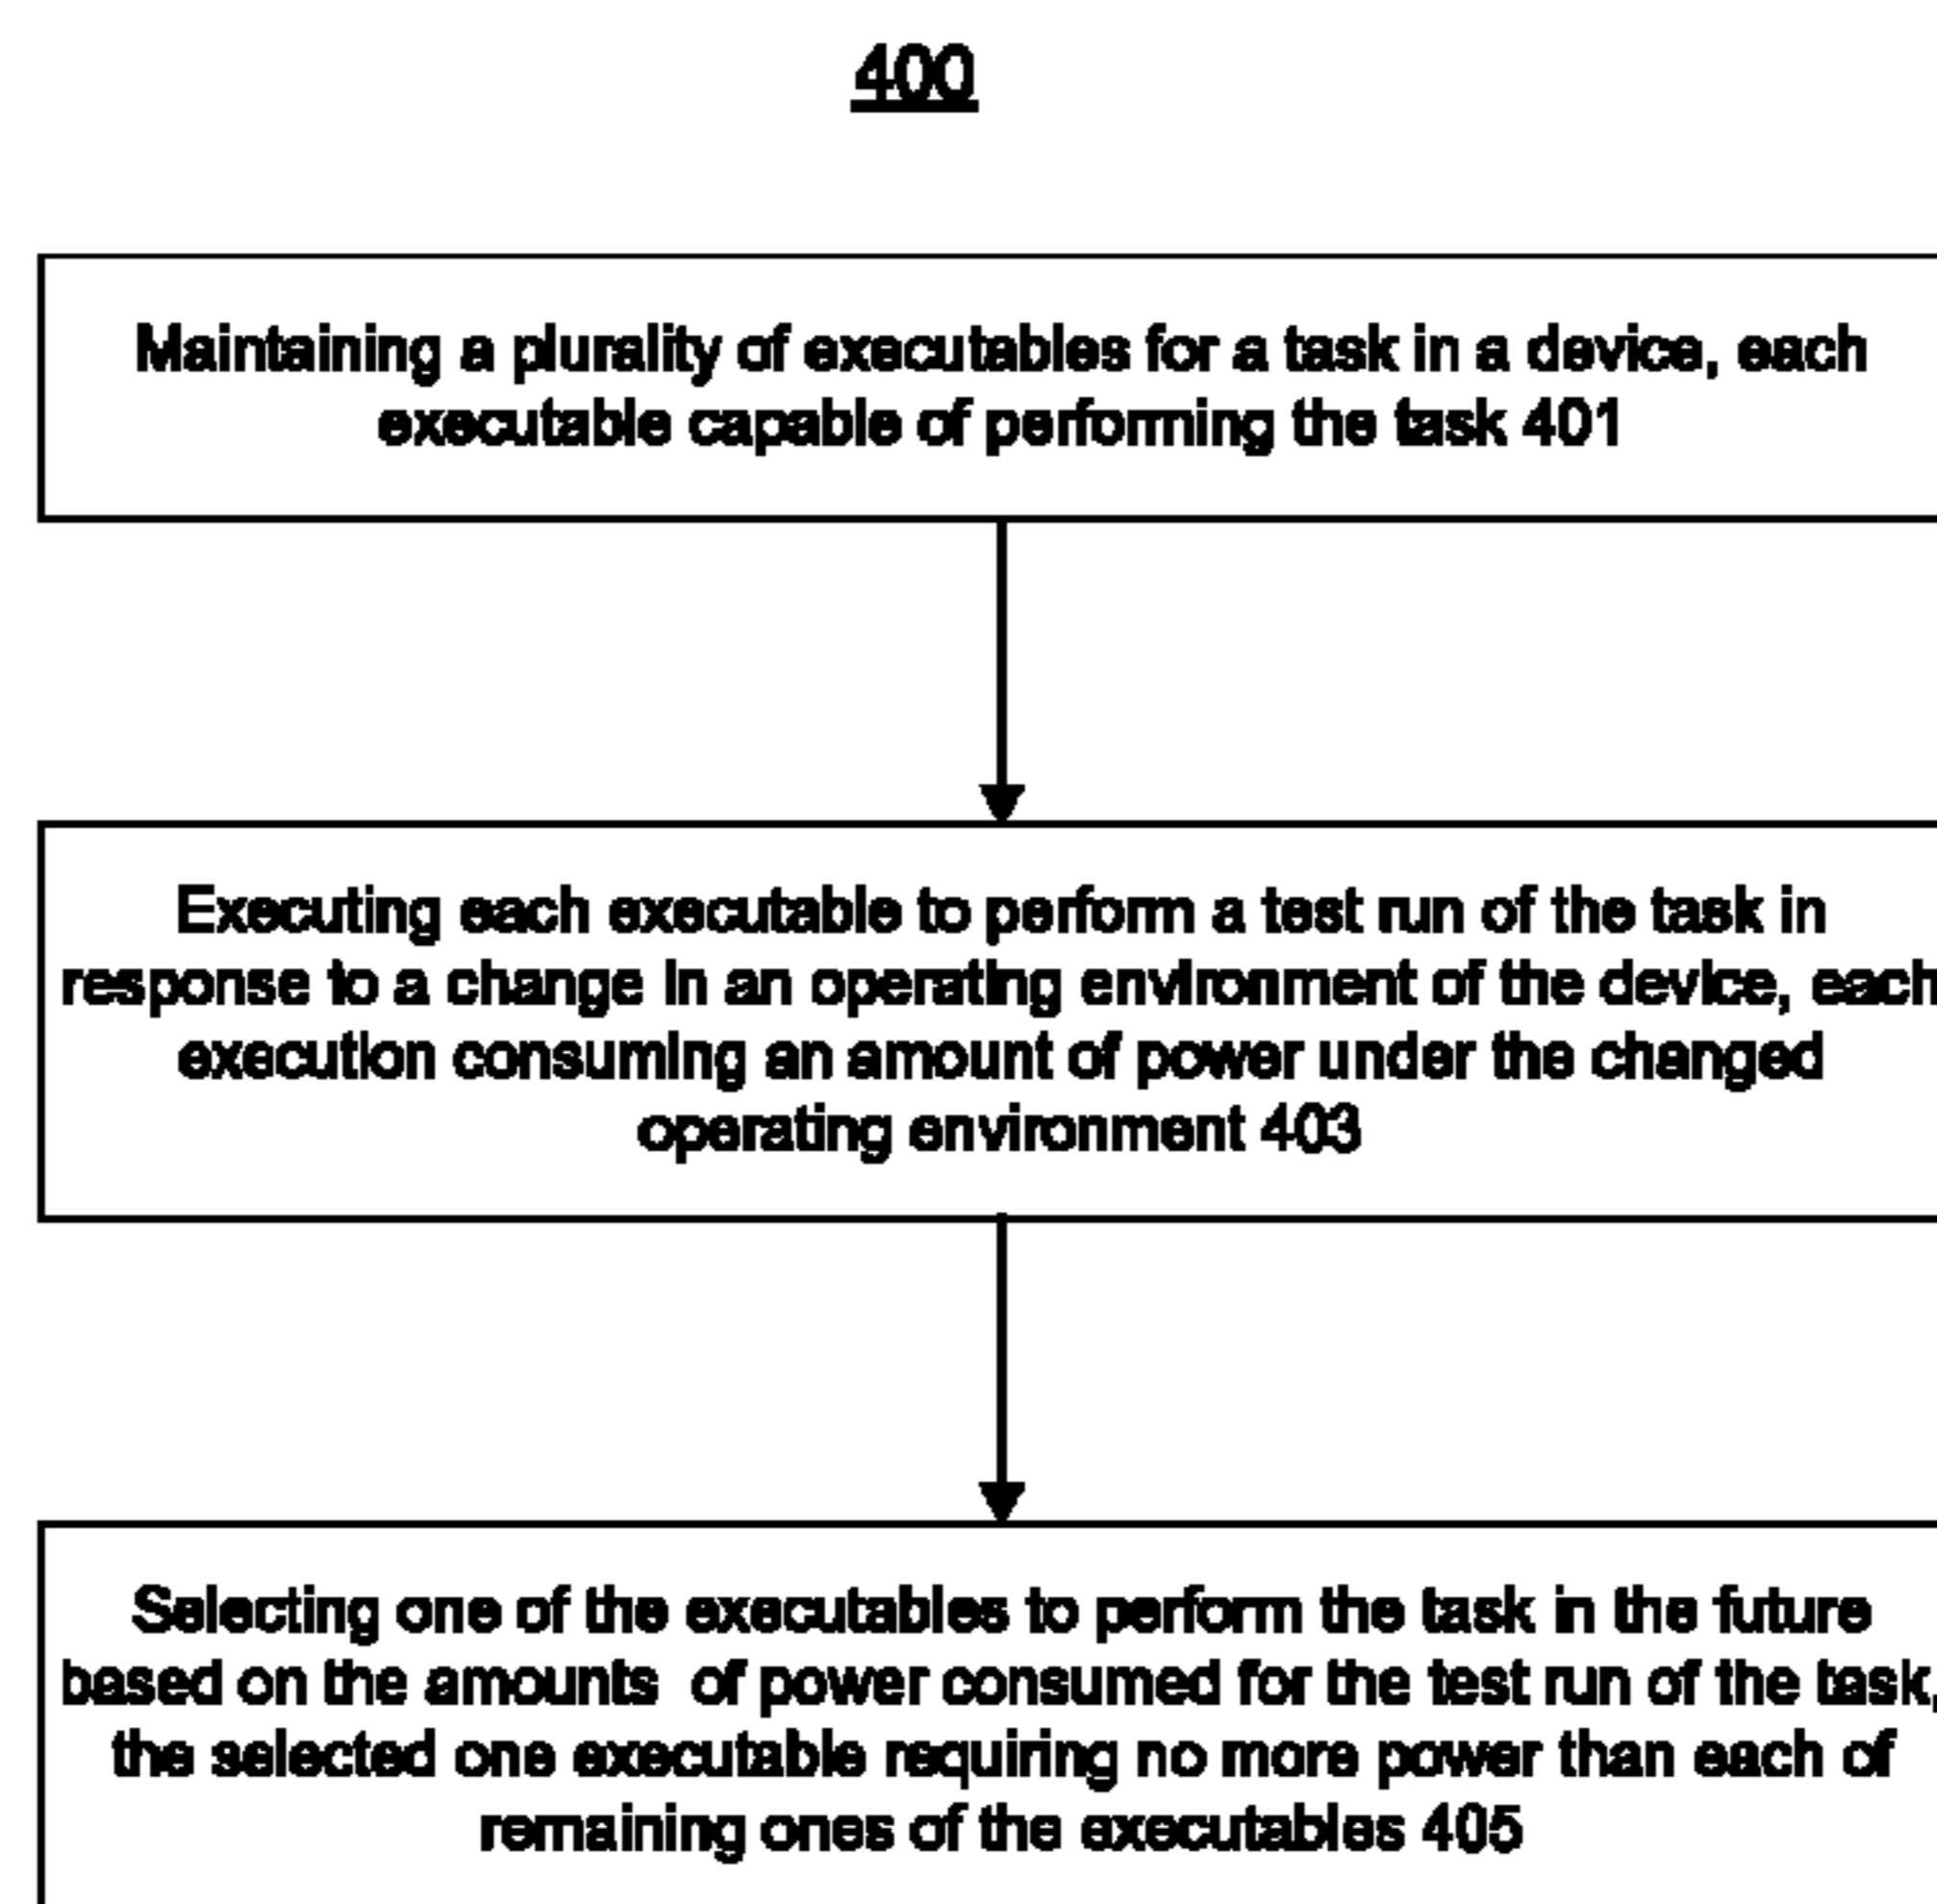 400
Maintaining a plurality of executables for a task in a device, each
executable capable of performing the task 401
Executing each executable to perform a test run of the task in
response to a change in an operating environment of the device, each
execution consuming an amount of power under the changed
operating environment 403
Selecting one of the executables to perform the task in the future
based on the amounts  of power consumed for the test run of the task,
the selected one executable requiring no more power than each of
remaining ones of the executables 405